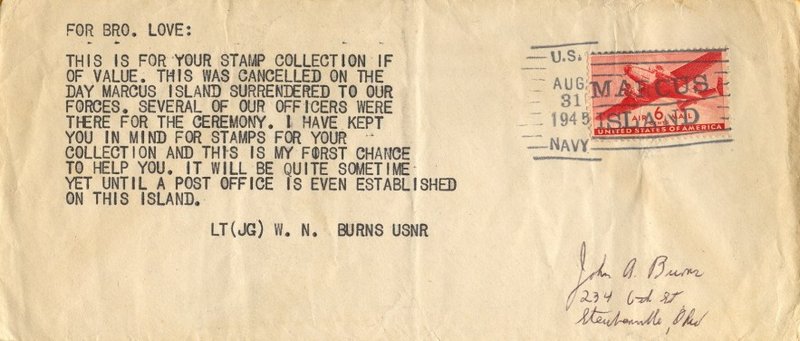 FOR BRO. LOVE:
THIS IS FOR YOUR STAMP COLLECTION IF
OF VALUE. THIS WAS CANCELLED ON THE
DAY MARCUS ISLAND SURRENDERED TO OUR
FORCES. SEVERAL OF OUR OFFICERS WERE
THERE FOR THE CEREMONY. I HAVE KEPT
YOU IN MIND FOR STAMPS FOR YOUR
COLLECTION AND THIS IS MY FIRST CHANCE
TO HELP YOU. IT WILL BE QUITE SOMETIME
YET UNTIL A POST OFFICE IS EVEN ESTABLISHED
ON THIS ISLAND.
LT(JG) W. N. BURNS USNR
U.S.
AUG
31
1945
NAVY
MARCUS
ISLAND
AIR 6 MAIL
CENTS
UNITED STATES OF AMERICA
John A. Burns
234 6th St
Steubenville, Ohio